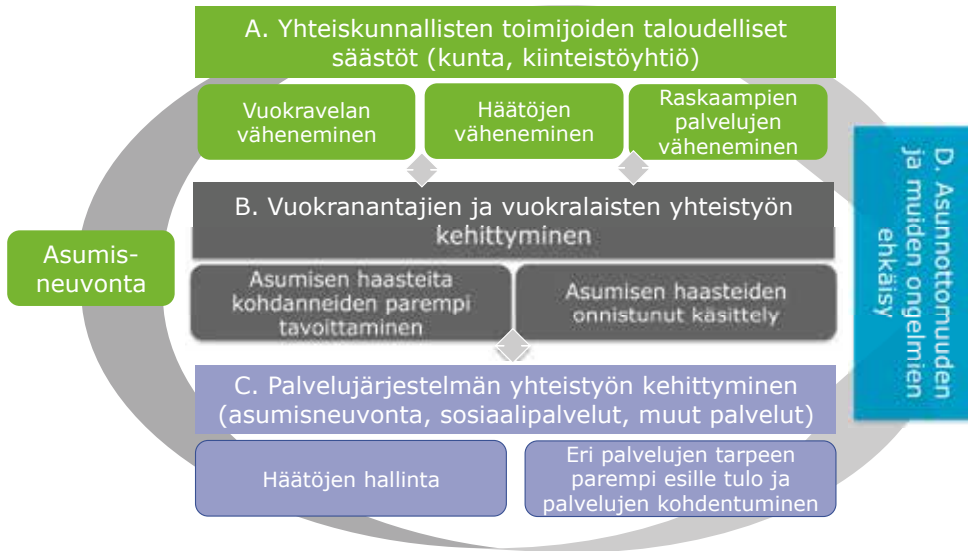 A. Yhteiskunnallisten toimijoiden taloudelliset
säästöt (kunta, kiinteistöyhtiö)
Vuokravelan
väheneminen
Häätöjen
väheneminen
Raskaampien
palvelujen
väheneminen
B. Vuokranantajien ja vuokralaisten yhteistyön
kehittyminen
Asumis-
neuvonta
Asumisen haasteita
kohdanneiden parempi
tavoittaminen
Asumisen haasteiden
onnistunut käsittely
D. Asunnottomuuden
ja muiden ongelmien
ehkäisy
C. Palvelujärjestelmän yhteistyön kehittyminen
(asumisneuvonta, sosiaalipalvelut, muut palvelut)
Häätöjen hallinta
Eri palvelujen tarpeen
parempi esille tulo ja
palvelujen kohdentuminen